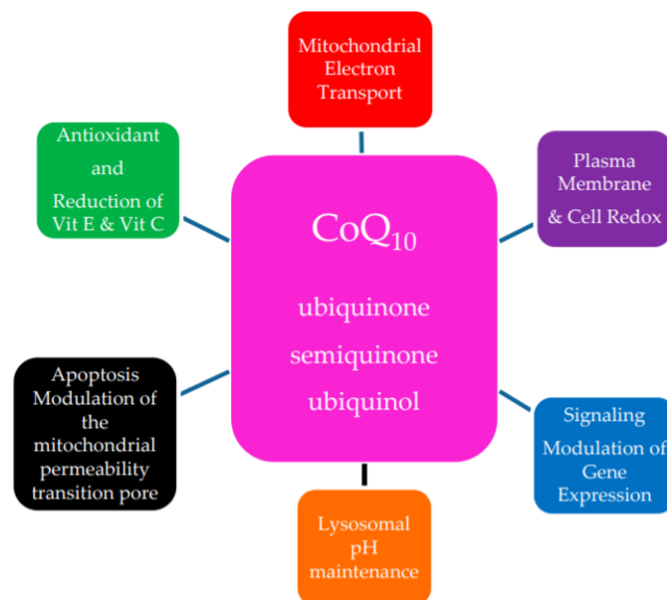 Mitochondrial
Electron
Transport
Antioxidant
and
Reduction of
Vit E & Vit C
Plasma
Membrane
& Cell Redox
CoQ₁₀
ubiquinone
semiquinone
ubiquinol
Apoptosis
Modulation of
the
mitochondrial
permeability
transition pore
Signaling
Modulation of
Gene
Expression
Lysosomal
pH
maintenance